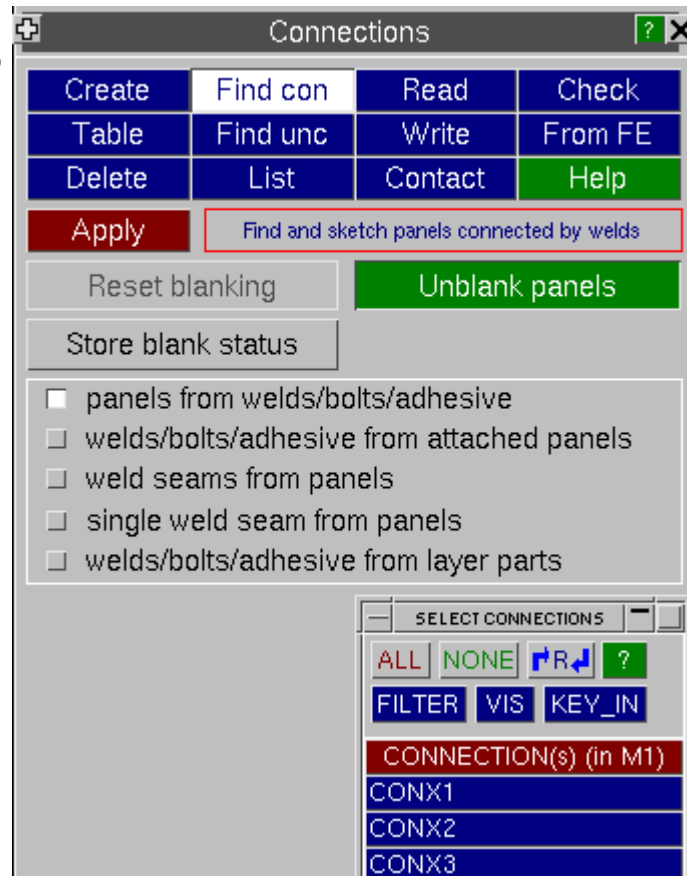 Connections ?
Create Find con Read Check
Table Find unc Write From FE
Delete List Contact Help
Apply Find and sketch panels connected by welds
Reset blanking Unblank panels
Store blank status
panels from welds/bolts/adhesive
welds/bolts/adhesive from attached panels
weld seams from panels
single weld seam from panels
welds/bolts/adhesive from layer parts
SELECT CONNECTIONS
ALL NONE R ?
FILTER VIS KEY_IN
CONNECTION(s) (in M1)
CONX1
CONX2
CONX3